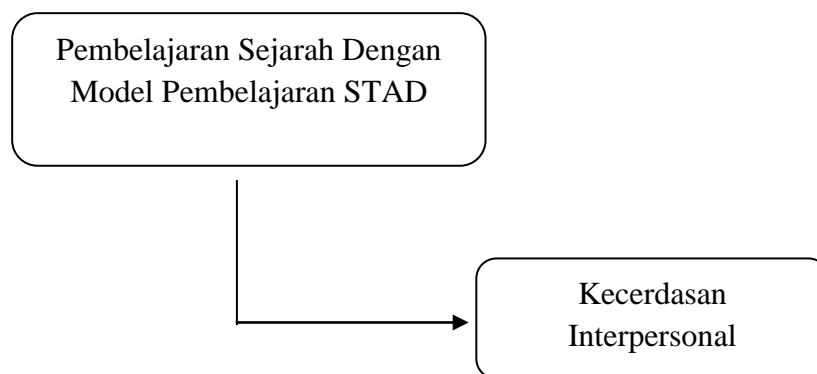 Pembelajaran Sejarah Dengan
Model Pembelajaran STAD
Kecerdasan
Interpersonal